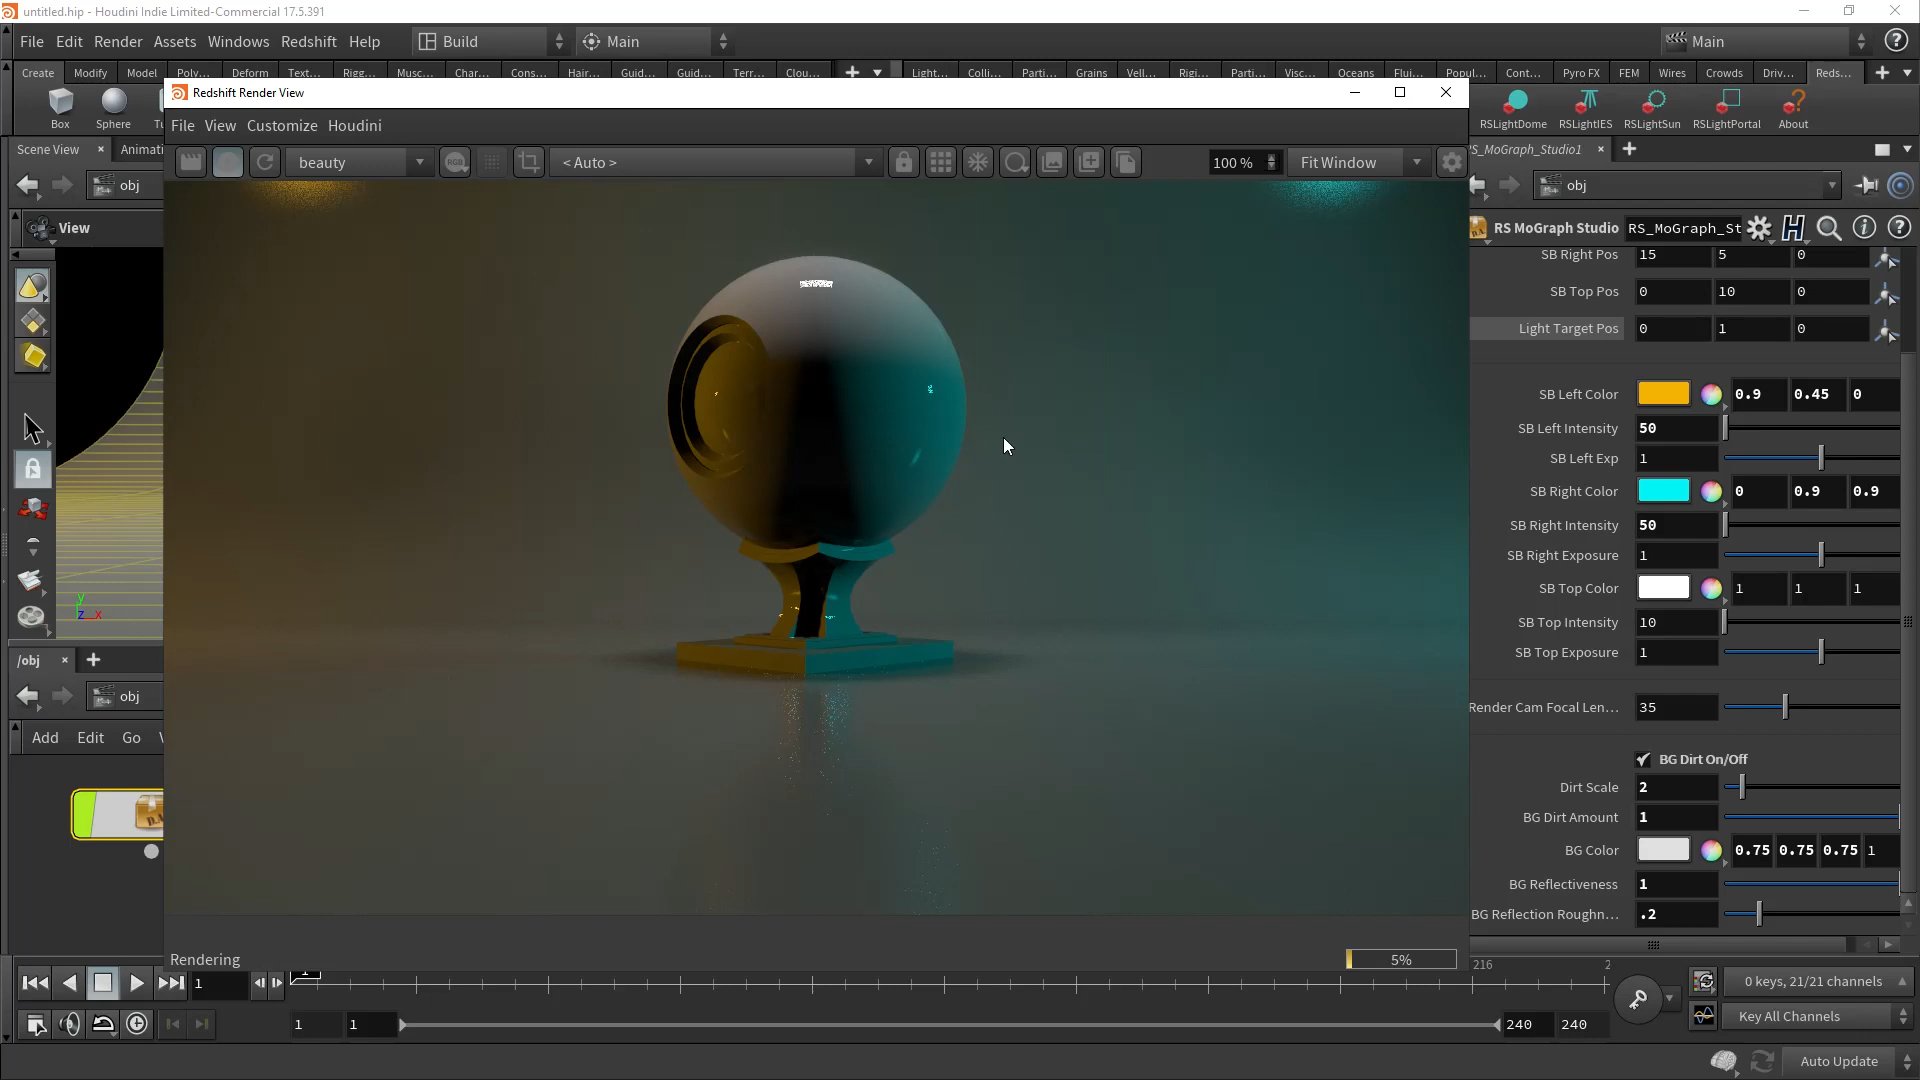 untitled.hip - Houdini Indie Limited-Commercial 17.5.391
File Edit Render Assets Windows Redshift Help Build Main Main
Create Modify Model Poly... Deform Text... Rigg... Musc... Char... Cons... Hair... Guid... Guid... Terr... Clou... Light... Colli... Parti... Grains Vell... Rigi... Parti... Visc... Oceans Flui... Popul... Cont... Pyro FX FEM Wires Crowds Driv... Reds...
Box Sphere RSLightDome RSLightIES RSLightSun RSLightPortal About
Redshift Render View
File View Customize Houdini
Scene View Animati
S_MoGraph_Studio1
beauty RGB < Auto > 100 % Fit Window
obj obj
View
RS MoGraph Studio RS_MoGraph_St
SB Right Pos 15 5 0
SB Top Pos 0 10 0
Light Target Pos 0 1 0
SB Left Color 0.9 0.45 0
SB Left Intensity 50
SB Left Exp 1
SB Right Color 0 0.9 0.9
SB Right Intensity 50
SB Right Exposure 1
SB Top Color 1 1 1
SB Top Intensity 10
SB Top Exposure 1
Render Cam Focal Len... 35
BG Dirt On/Off
Dirt Scale 2
BG Dirt Amount 1
BG Color 0.75 0.75 0.75 1
BG Reflectiveness 1
BG Reflection Roughn... .2
y
z x
/obj
obj
Add Edit Go
Rendering 5%
1 1 216 2
0 keys, 21/21 channels
1 1 240 240
Key All Channels
Auto Update